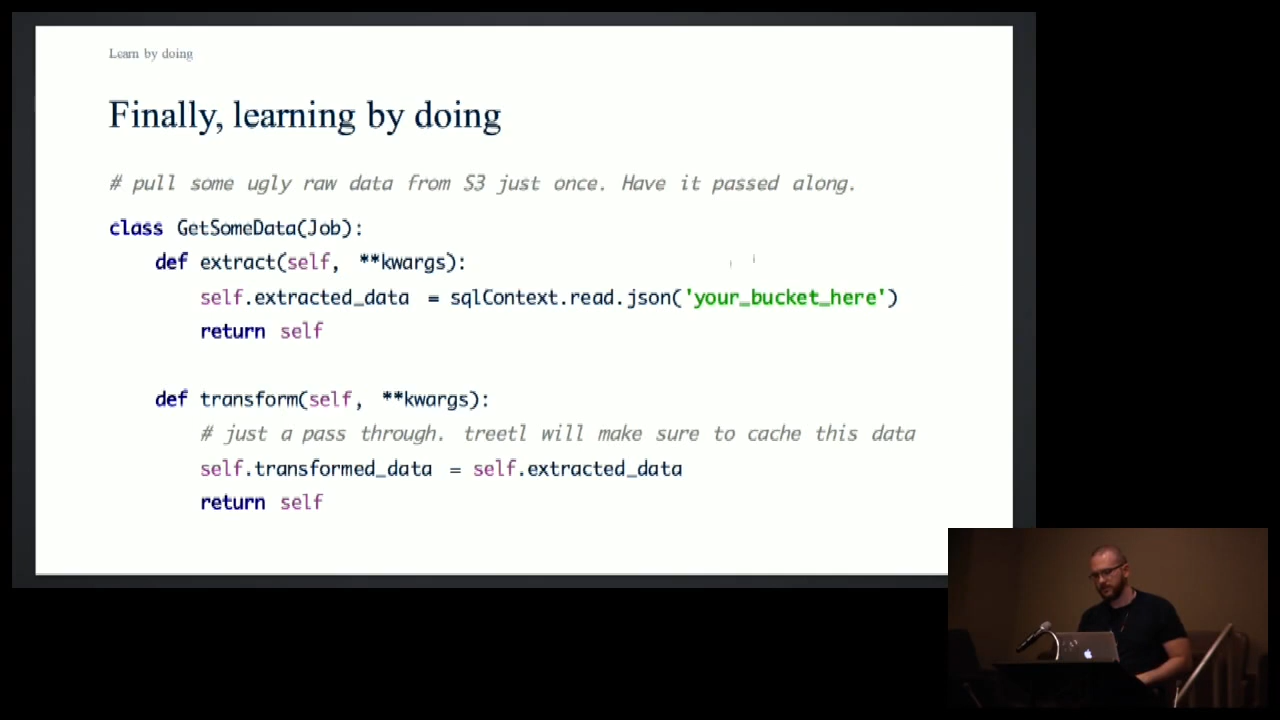 Learn by doing
Finally, learning by doing
# pull some ugly raw data from S3 just once. Have it passed along.
class GetSomeData(Job):
def extract(self, **kwargs):
self.extracted_data = sqlContext.read.json('your_bucket_here')
return self
def transform(self, **kwargs):
# just a pass through. treetl will make sure to cache this data
self.transformed_data = self.extracted_data
return self